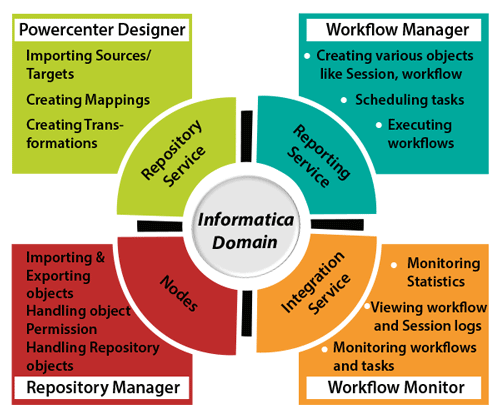 Powercenter Designer
Importing Sources/
Targets
Creating Mappings
Creating Trans-
formations
Workflow Manager
• Creating various objects
like Session, workflow
• Scheduling tasks
• Executing
workflows
Repository
Service
Reporting
Service
Informatica
Domain
Nodes
Integration
Service
Importing &
Exporting
objects
Handling object
Permission
Handling Repository
objects
Repository Manager
• Monitoring
Statistics
• Viewing workflow
and Session logs
• Monitoring workflows
and tasks
Workflow Monitor